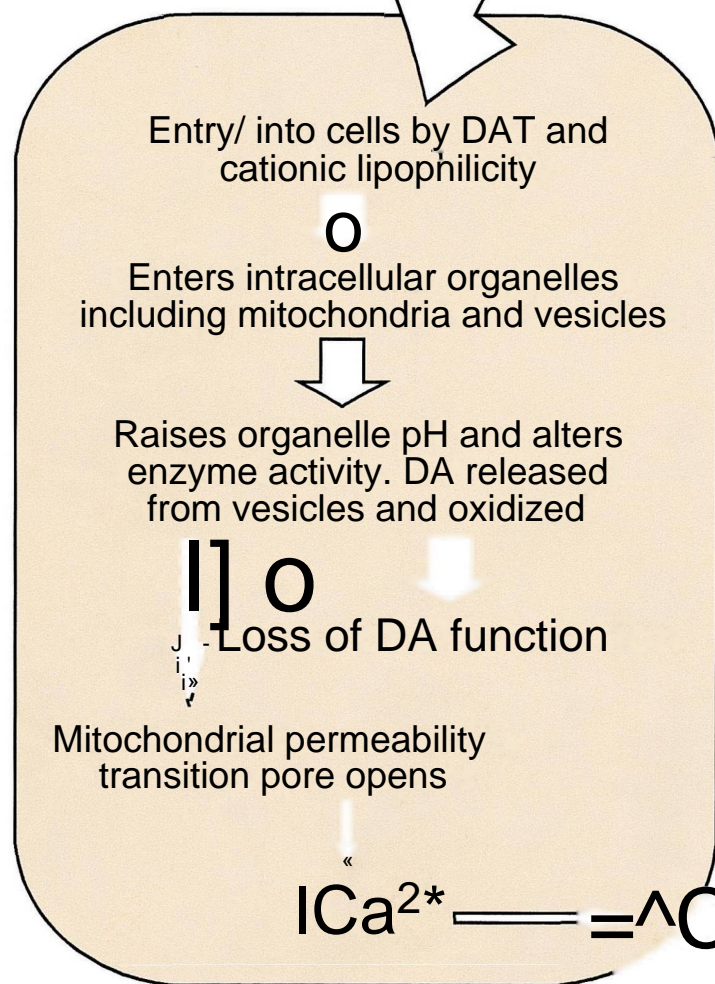 Entry/ into cells by DAT and
cationic lipophilicity
o
Enters intracellular organelles
including mitochondria and vesicles
Raises organelle pH and alters
enzyme activity. DA released
from vesicles and oxidized
I] o
Loss of DA function
Mitochondrial permeability
transition pore opens
«
ICa2* =^C